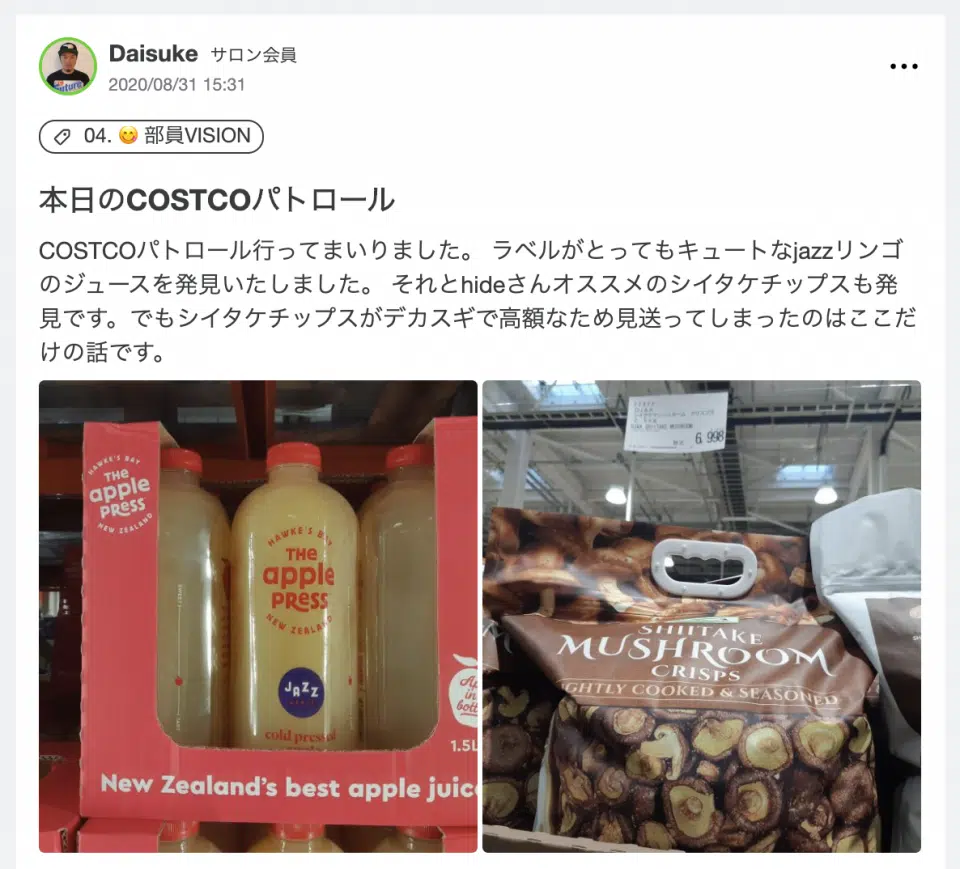 Daisuke サロン会員
2020/08/31 15:31
04. 😋 部員VISION
本日のCOSTCOパトロール
COSTCOパトロール行ってまいりました。 ラベルがとってもキュートなjazzリンゴ
のジュースを発見いたしました。 それとhideさんオススメのシイタケチップスも発
見です。でもシイタケチップスがデカスギで高額なため見送ってしまったのはここだ
けの話です。
HAWKE'S BAY
THE
apple
PRESS
NEW ZEALAND
HAWKE'S BAY
THE
apple
PRESS
NEW ZEALAND
JAZZ
cold pressed
in
1.5L
New Zealand's best apple juic
6,998
SHIITAKE
MUSHROOM
CRISPS
IGHTLY COOKED & SEASONED